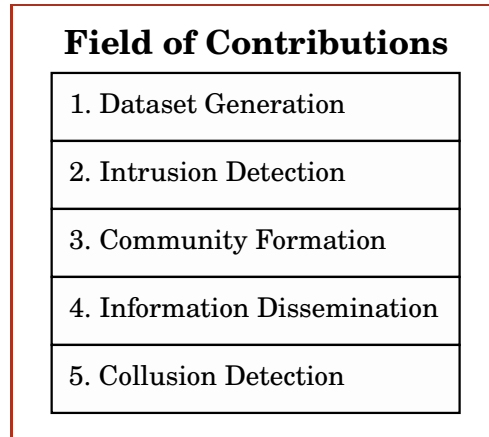 Field of Contributions
1. Dataset Generation
2. Intrusion Detection
3. Community Formation
4. Information Dissemination
5. Collusion Detection